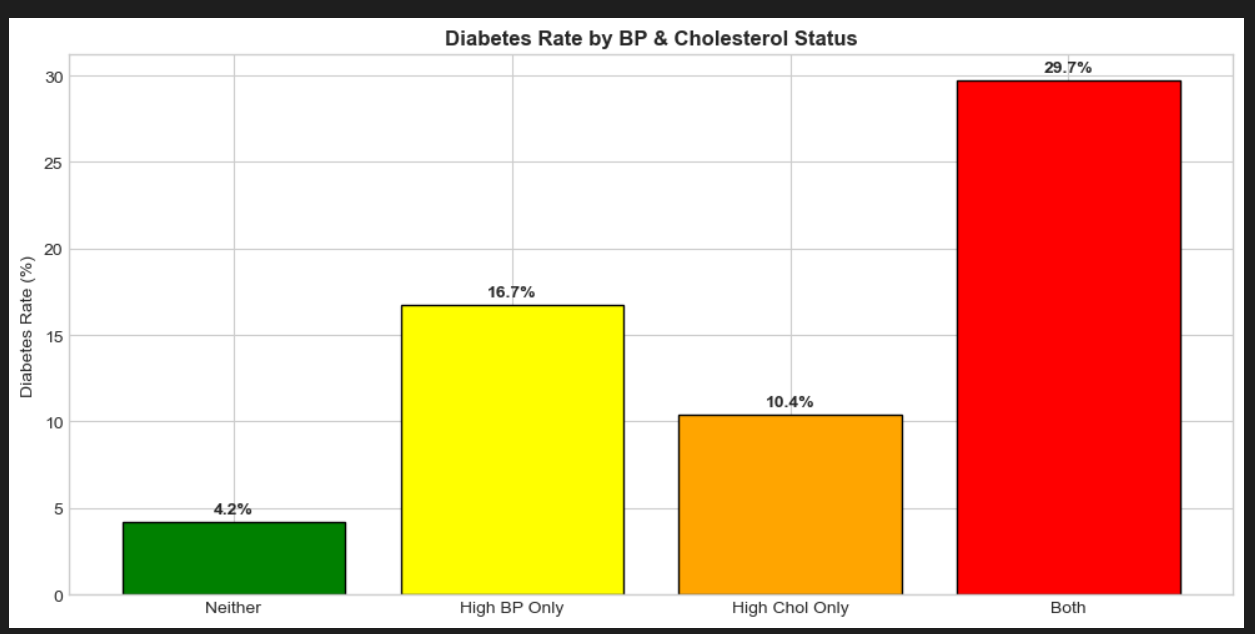 Diabetes Rate by BP & Cholesterol Status
Diabetes Rate (%)
30
25
20
15
10
5
0
4.2%
16.7%
10.4%
29.7%
Neither
High BP Only
High Chol Only
Both